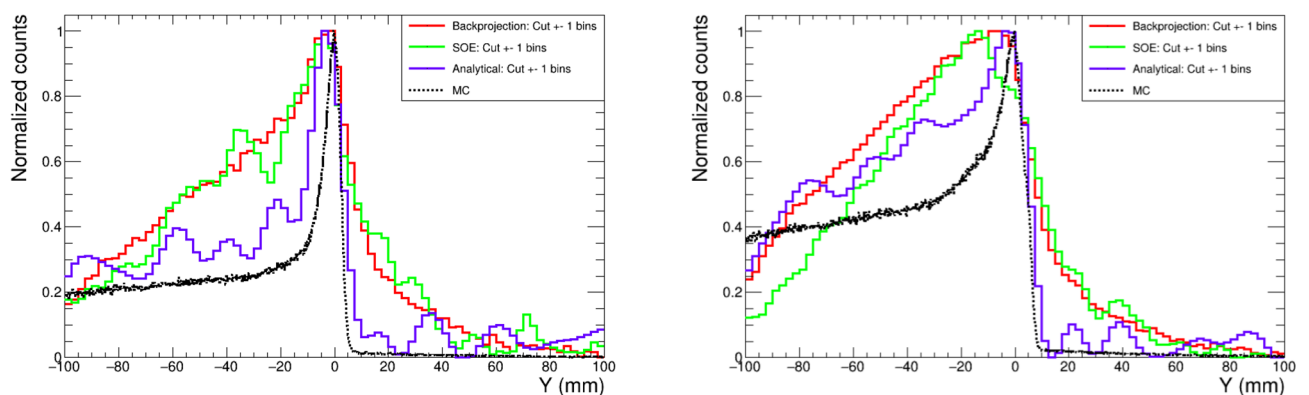 Normalized counts
1
0.8
0.6
0.4
0.2
0
−100 −80 −60 −40 −20 0 20 40 60 80 100
Y (mm)
Backprojection: Cut +- 1 bins
SOE: Cut +- 1 bins
Analytical: Cut +- 1 bins
MC
Normalized counts
1
0.8
0.6
0.4
0.2
0
−100 −80 −60 −40 −20 0 20 40 60 80 100
Y (mm)
Backprojection: Cut +- 1 bins
SOE: Cut +- 1 bins
Analytical: Cut +- 1 bins
MC